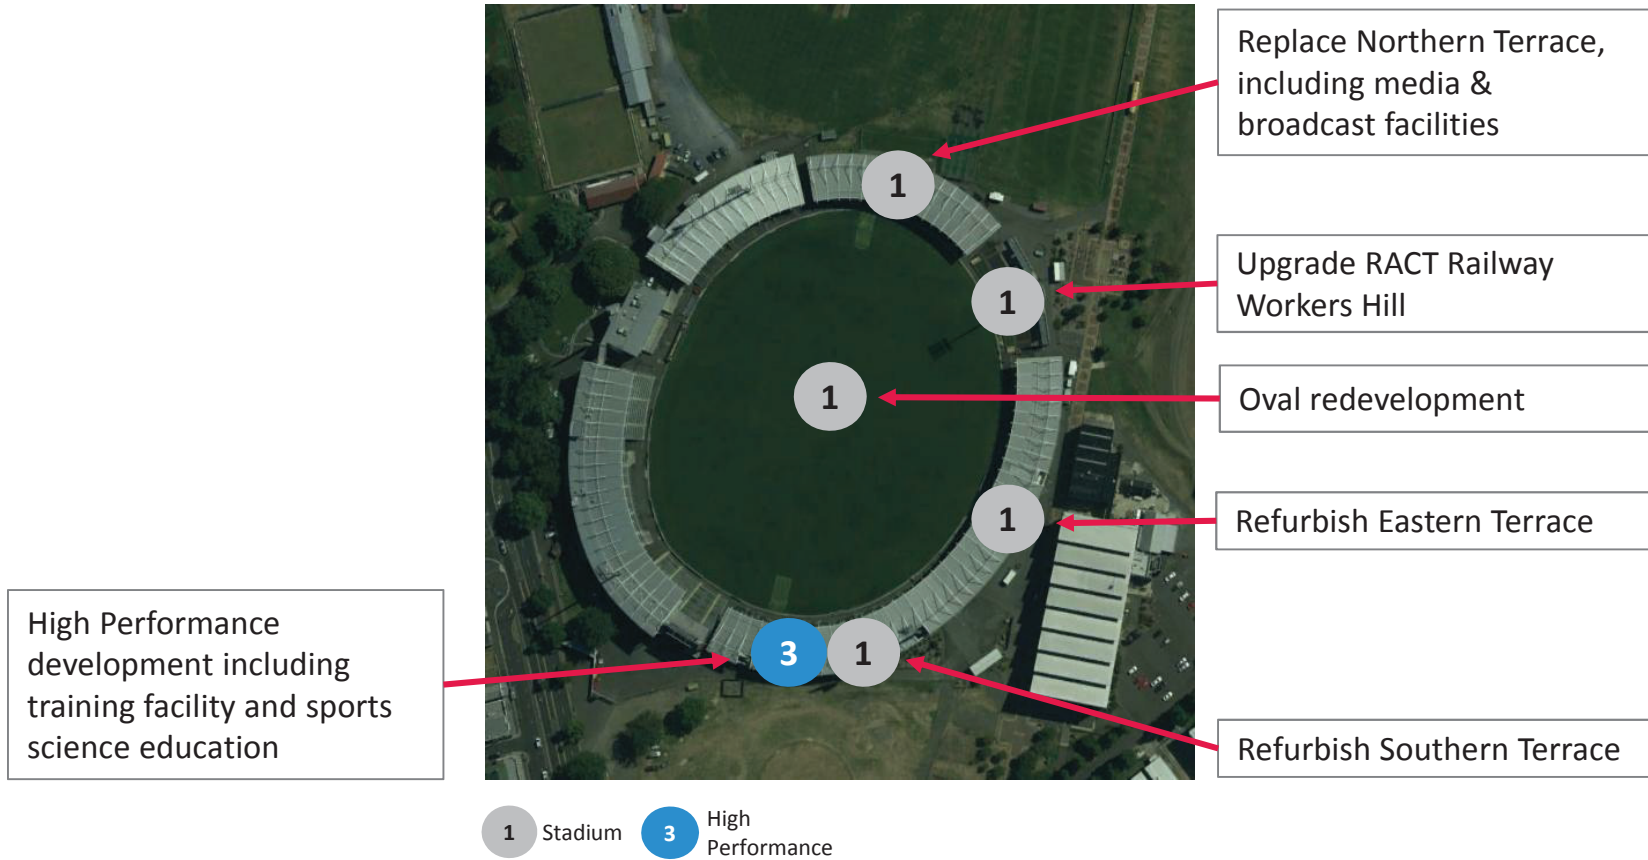 Replace Northern Terrace,
including media &
broadcast facilities
1
Upgrade RACT Railway
Workers Hill
1
1
Oval redevelopment
1
Refurbish Eastern Terrace
High Performance
development including
training facility and sports
science education
3
1
Refurbish Southern Terrace
1 Stadium
3 High
Performance